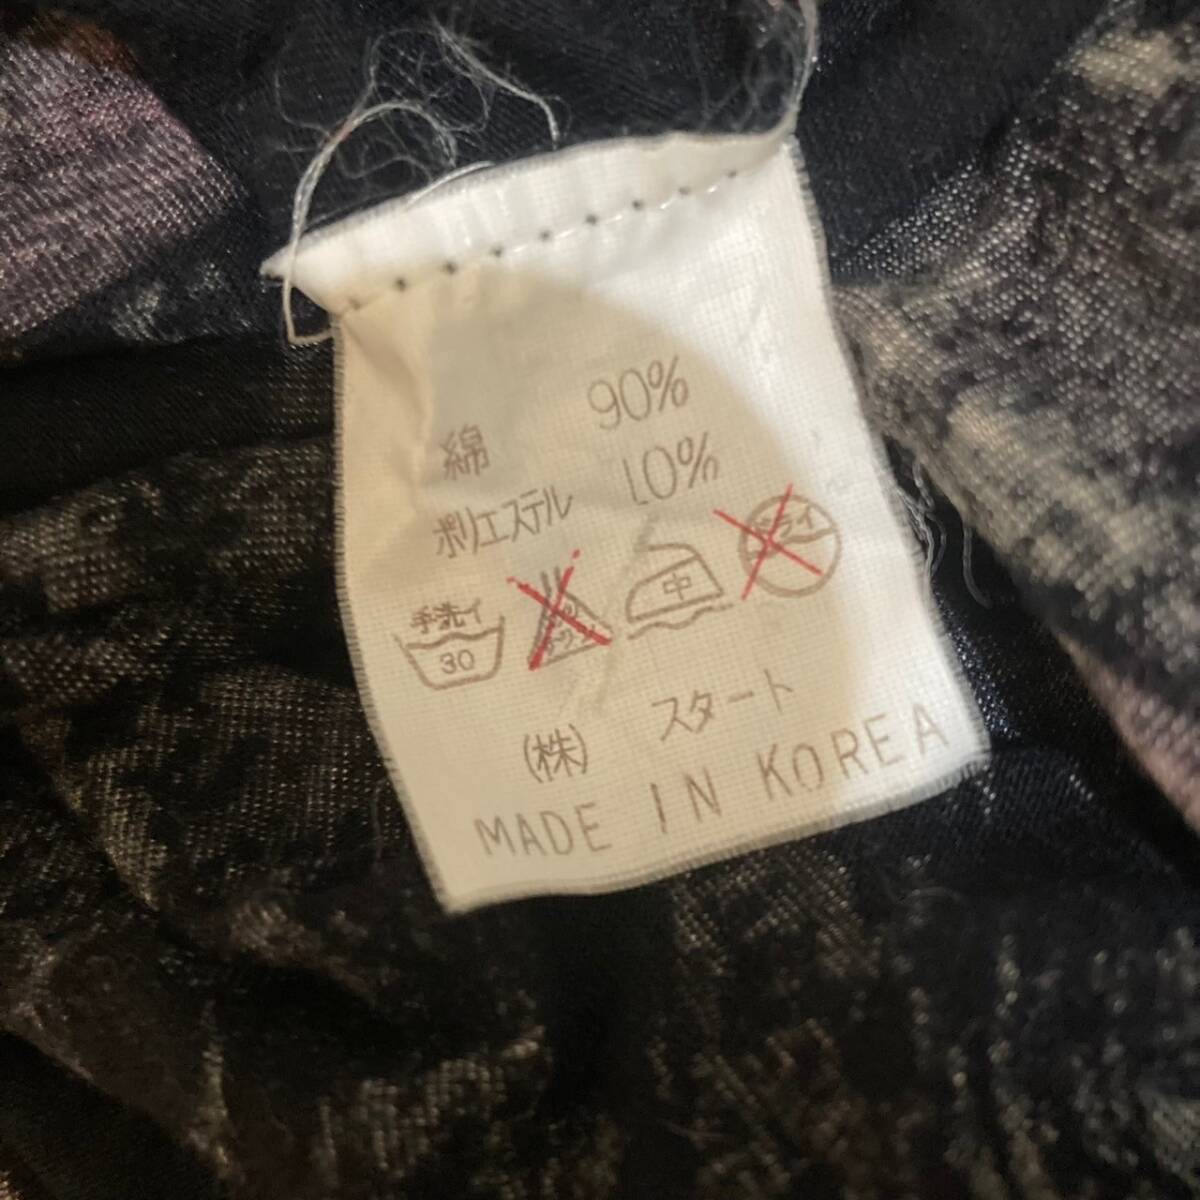 綿 90%
ポリエステル 10%
手洗イ 30 中 ドライ
(株) スタート
MADE IN KOREA